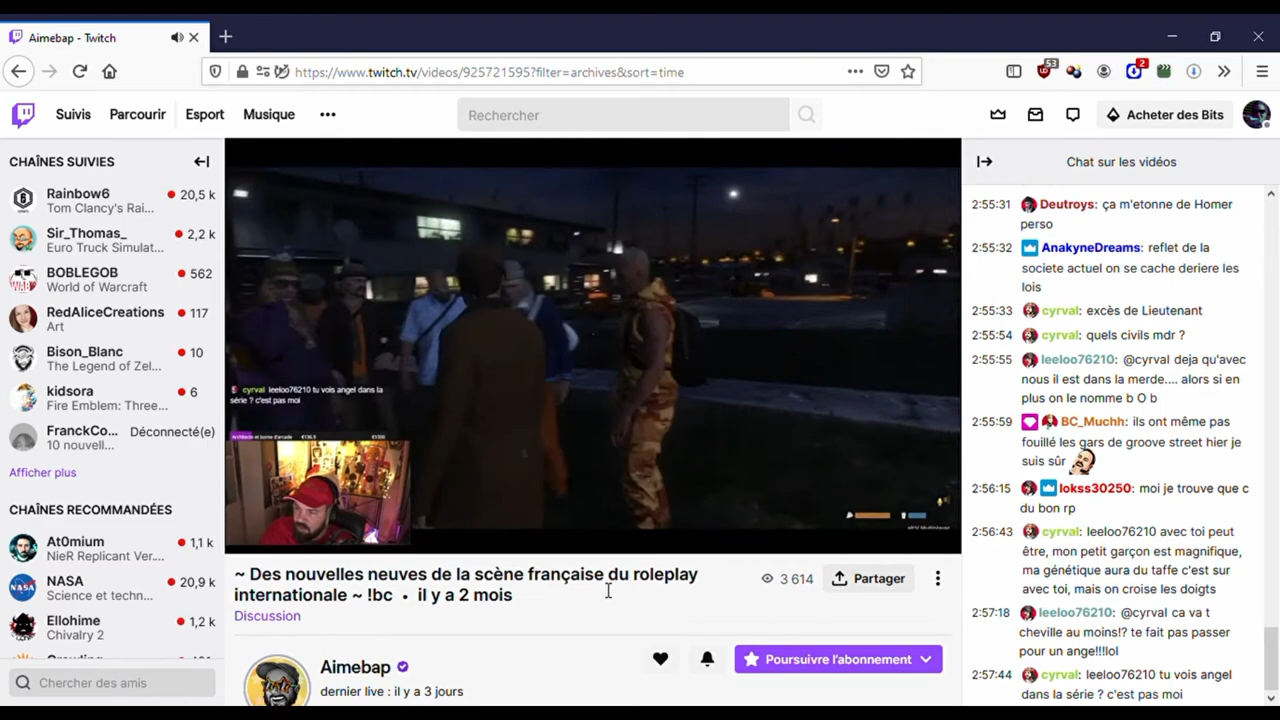 Aimebap - Twitch
https://www.twitch.tv/videos/925721595?filter=archives&sort=time
53
2
Suivis
Parcourir
Esport
Musique
Rechercher
Acheter des Bits
CHAÎNES SUIVIES
Rainbow6
20,5 k
Tom Clancy's Rai...
Sir_Thomas_
2,2 k
Euro Truck Simulat...
BOBLEGOB
562
World of Warcraft
RedAliceCreations
117
Art
Bison_Blanc
10
The Legend of Zel...
kidsora
6
Fire Emblem: Three...
FranckCo...
Déconnecté(e)
10 nouvell...
Afficher plus
CHAÎNES RECOMMANDÉES
At0mium
1,1 k
NieR Replicant Ver...
NASA
20,9 k
Science et techn...
Ellohime
1,2 k
Chivalry 2
Chercher des amis
cyrval leeloo76210 tu vois angel dans la
série ? c'est pas moi
~ Des nouvelles neuves de la scène française du roleplay
internationale ~ !bc • il y a 2 mois
3 614
Partager
Discussion
Aimebap
dernier live : il y a 3 jours
Poursuivre l'abonnement
Chat sur les vidéos
2:55:31 Deutroys: ça m'etonne de Homer
perso
2:55:32 AnakyneDreams: reflet de la
societe actuel on se cache deriere les
lois
2:55:33 cyrval: excès de Lieutenant
2:55:54 cyrval: quels civils mdr ?
2:55:55 leeloo76210: @cyrval deja qu'avec
nous il est dans la merde.... alors si en
plus on le nomme b O b
2:55:59 BC_Muchh: ils ont même pas
fouillé les gars de groove street hier je
suis sûr
2:56:15 lokss30250: moi je trouve que c
du bon rp
2:56:43 cyrval: leeloo76210 avec toi peut
être, mon petit garçon est magnifique,
ma génétique aura du taffe c'est sur
avec toi, mais on croise les doigts
2:57:18 leeloo76210: @cyrval ca va t
cheville au moins!? te fait pas passer
pour un ange!!!lol
2:57:44 cyrval: leeloo76210 tu vois angel
dans la série ? c'est pas moi